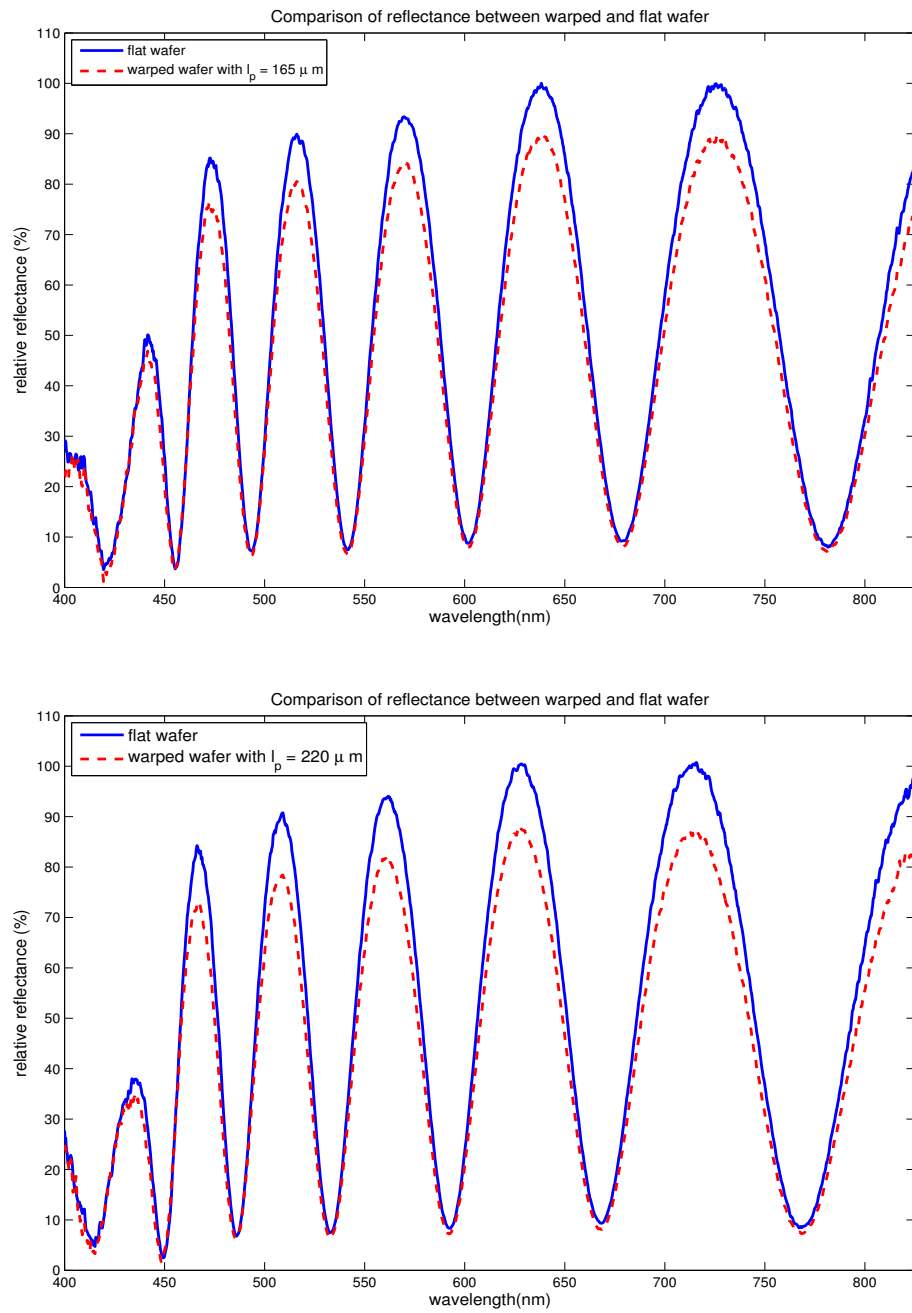 Comparison of reflectance between warped and flat wafer
110
100
90
80
70
60
50
40
30
20
10
0
relative reflectance (%)
flat wafer
warped wafer with l_p = 165 μ m
400 450 500 550 600 650 700 750 800
wavelength(nm)
Comparison of reflectance between warped and flat wafer
110
100
90
80
70
60
50
40
30
20
10
0
relative reflectance (%)
flat wafer
warped wafer with l_p = 220 μ m
400 450 500 550 600 650 700 750 800
wavelength(nm)